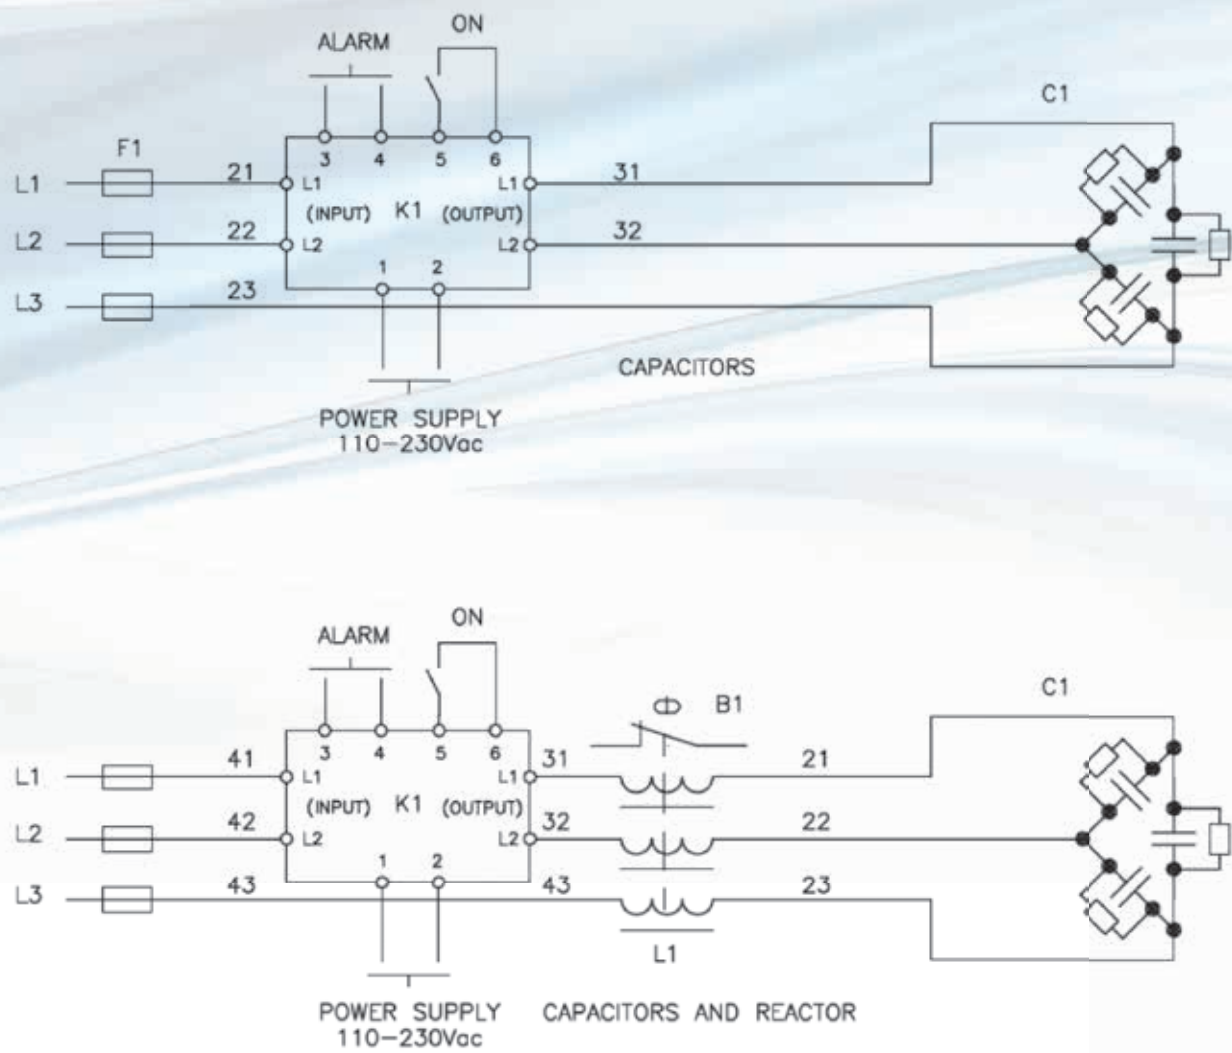 ON
ALARM
C1
F1
3 4 5 6
L1 21 L1 L1 31
(INPUT) K1 (OUTPUT)
L2 22 L2 L2 32
1 2
L3 23
CAPACITORS
POWER SUPPLY
110-230Vac
ON
ALARM
C1
B1
3 4 5 6
L1 41 L1 L1 31 21
(INPUT) K1 (OUTPUT)
L2 42 L2 L2 32 22
1 2
L3 43 43 23
L1
POWER SUPPLY CAPACITORS AND REACTOR
110-230Vac